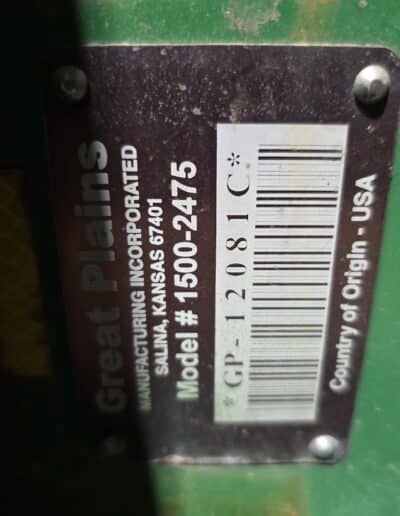 Great Plains
MANUFACTURING INCORPORATED
SALINA, KANSAS 67401
Model # 1500-2475
*GP-12081C*
Country of Origin - USA